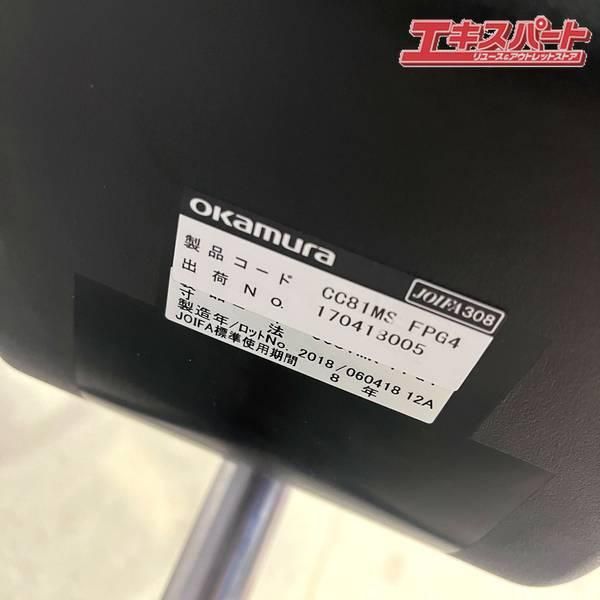 エキスパート
リユース&アウトレットストア
okamura
JOIFA308
製品コード CC81MS FPG4
出荷NO. 170413005
法
製造年/ロットNo. 2018/060418 12A
JOIFA標準使用期間 8年